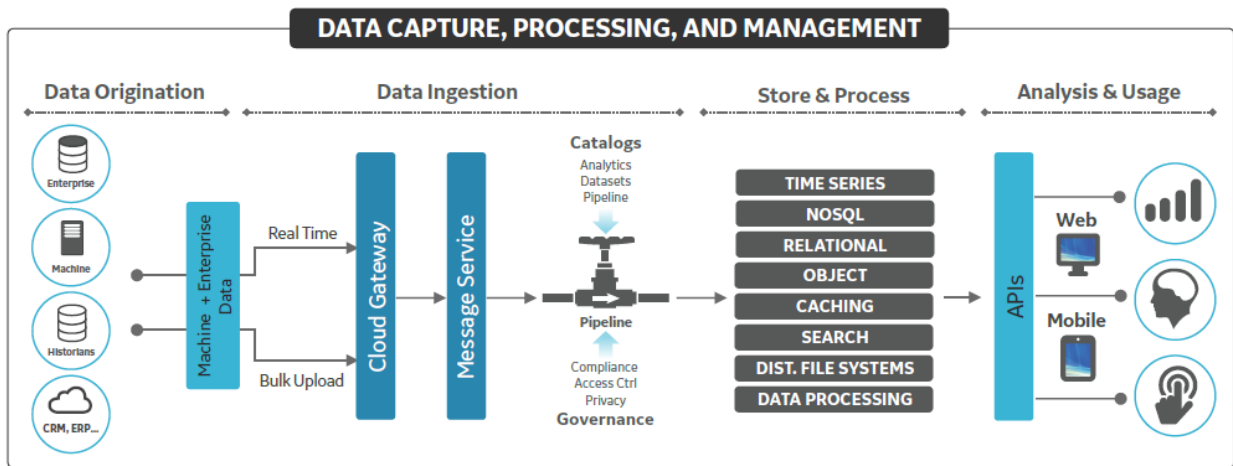 DATA CAPTURE, PROCESSING, AND MANAGEMENT
Data Origination
Data Ingestion
Store & Process
Analysis & Usage
Enterprise
Machine
Historians
CRM, ERP...
Machine + Enterprise
Data
Real Time
Bulk Upload
Cloud Gateway
Message Service
Catalogs
Analytics
Datasets
Pipeline
Pipeline
Compliance
Access Ctrl
Privacy
Governance
TIME SERIES
NOSQL
RELATIONAL
OBJECT
CACHING
SEARCH
DIST. FILE SYSTEMS
DATA PROCESSING
APIs
Web
Mobile